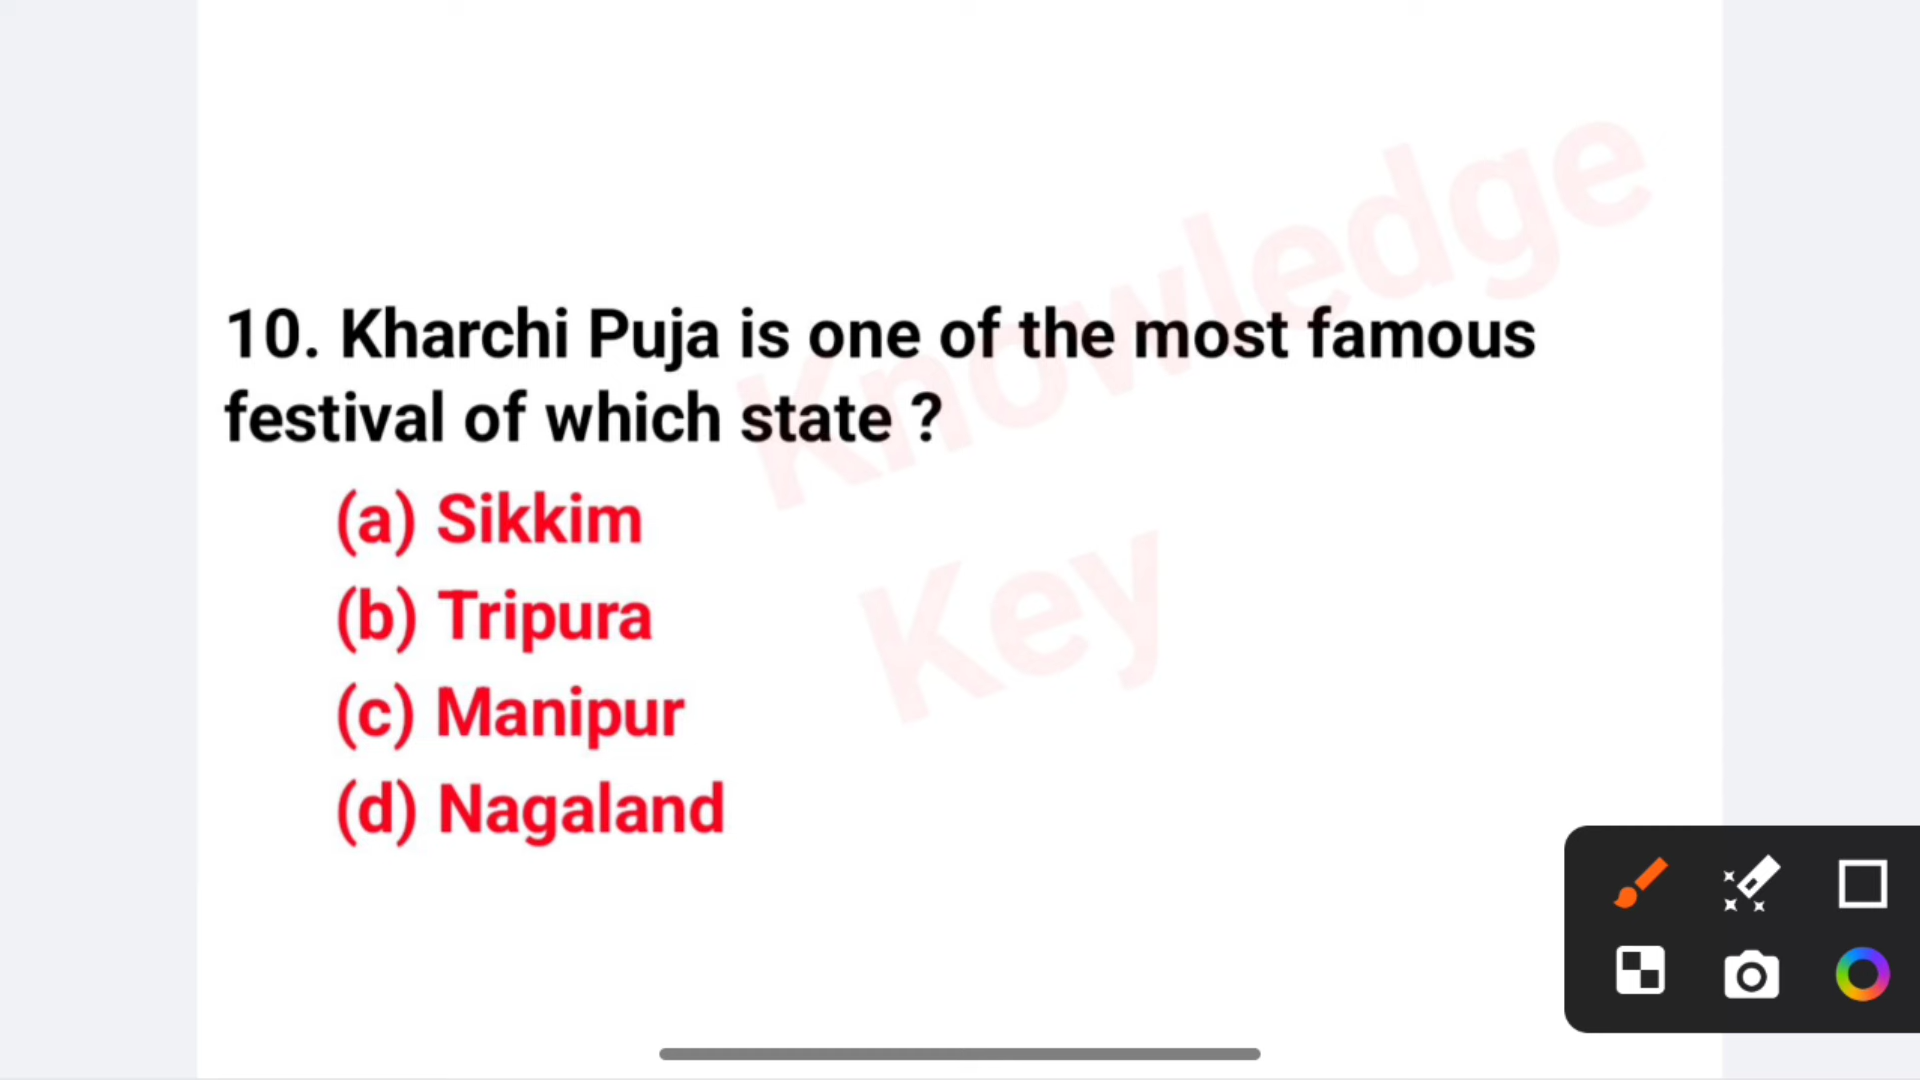 10. Kharchi Puja is one of the most famous
festival of which state ?
(a) Sikkim
(b) Tripura
(c) Manipur
(d) Nagaland
Knowledge
Key